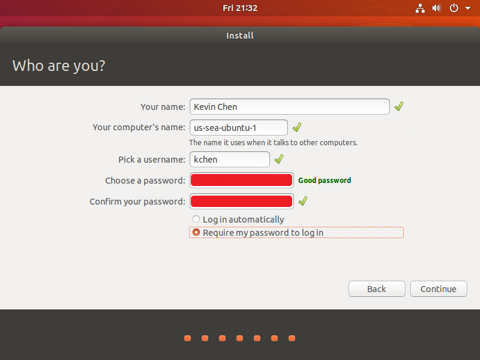 Fri 21:32
Install
Who are you?
Your name: Kevin Chen
Your computer's name: us-sea-ubuntu-1
The name it uses when it talks to other computers.
Pick a username: kchen
Choose a password: Good password
Confirm your password:
Log in automatically
Require my password to log in
Back Continue